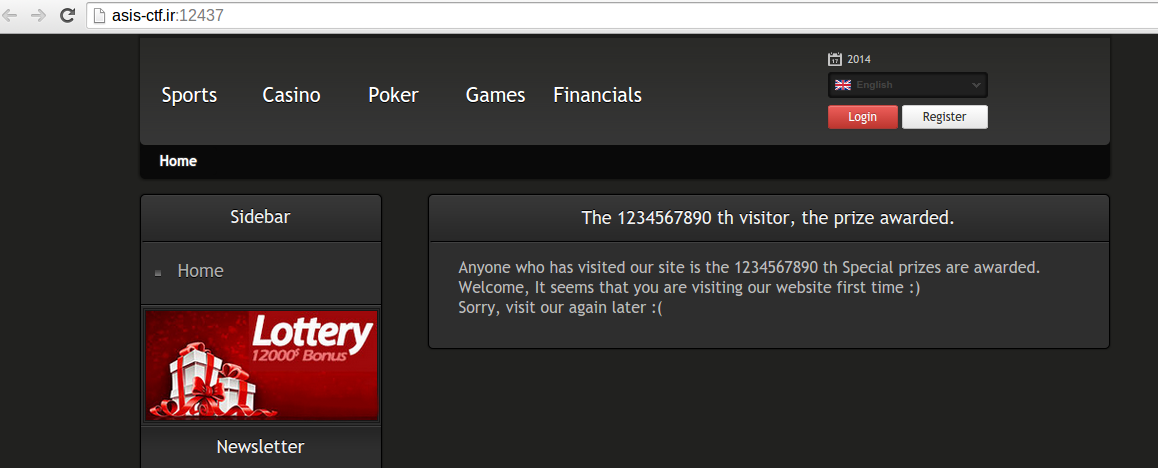 asis-ctf.ir:12437
17 2014
Sports Casino Poker Games Financials
English
Login Register
Home
Sidebar
The 1234567890 th visitor, the prize awarded.
Home
Anyone who has visited our site is the 1234567890 th Special prizes are awarded.
Welcome, It seems that you are visiting our website first time :)
Sorry, visit our again later :(
Lottery
12000$ Bonus
Newsletter